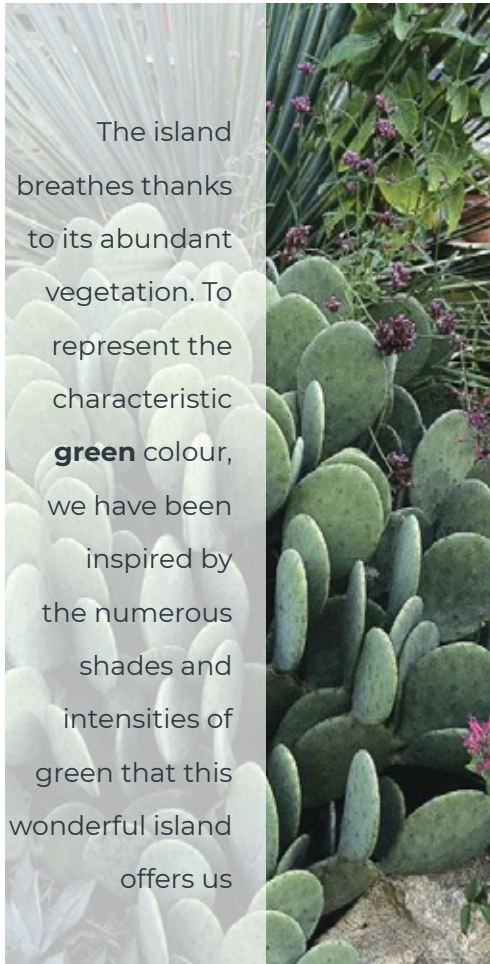 The island
breathes thanks
to its abundant
vegetation. To
represent the
characteristic
green colour,
we have been
inspired by
the numerous
shades and
intensities of
green that this
wonderful island
offers us